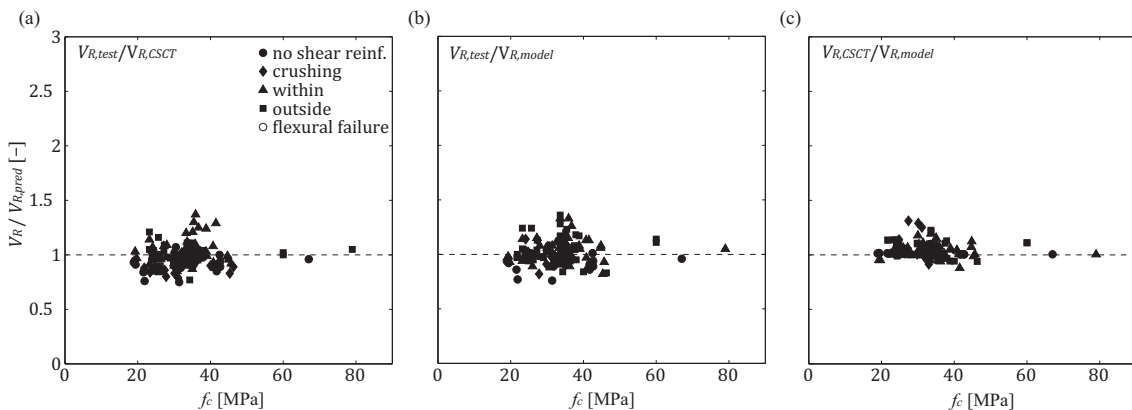 (a)
(b)
(c)
V_R,test/V_R,CSCT
no shear reinf.
crushing
within
outside
flexural failure
V_R,test/V_R,model
V_R,CSCT/V_R,model
V_R / V_R,pred [-]
3
2.5
2
1.5
1
0.5
0
0 20 40 60 80
0 20 40 60 80
0 20 40 60 80
f_c [MPa]
f_c [MPa]
f_c [MPa]